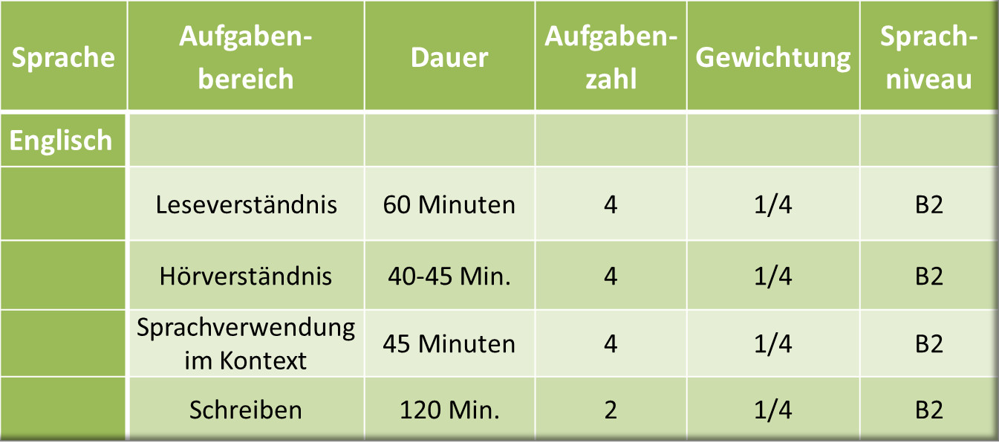 Sprache Aufgaben-bereich Dauer Aufgaben-zahl Gewichtung Sprach-niveau
Englisch
Leseverständnis 60 Minuten 4 1/4 B2
Hörverständnis 40-45 Min. 4 1/4 B2
Sprachverwendung
im Kontext 45 Minuten 4 1/4 B2
Schreiben 120 Min. 2 1/4 B2